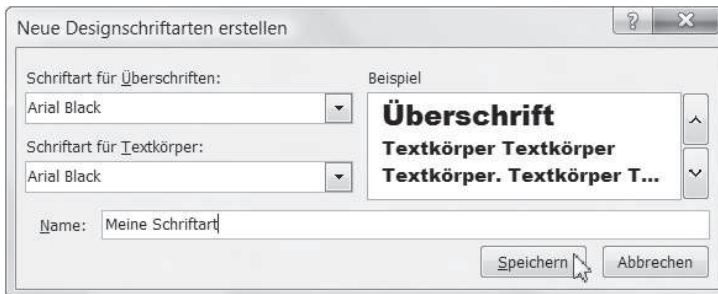 Neue Designschriftarten erstellen
Schriftart für Überschriften:
Arial Black
Schriftart für Textkörper:
Arial Black
Beispiel
Überschrift
Textkörper Textkörper
Textkörper. Textkörper T...
Name: Meine Schriftart
Speichern Abbrechen